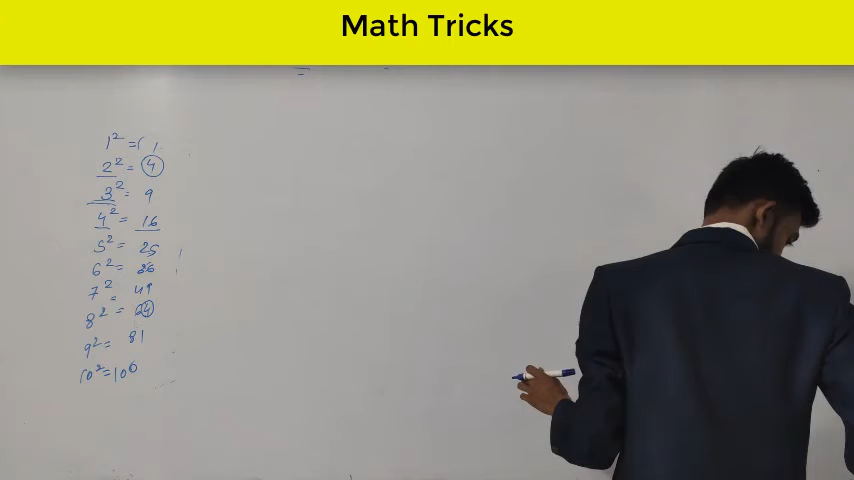 Math Tricks
1² = 1
2² = 4
3² = 9
4² = 16
5² = 25
6² = 36
7² = 49
8² = 64
9² = 81
10² = 100